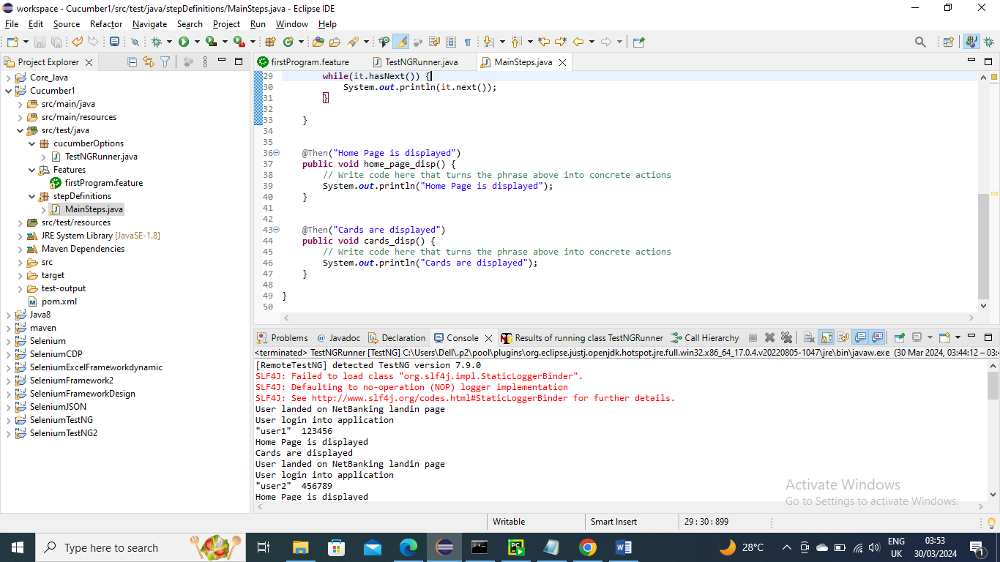 workspace - Cucumber1/src/test/java/stepDefinitions/MainSteps.java - Eclipse IDE
File Edit Source Refactor Navigate Search Project Run Window Help
Project Explorer
Core_Java
Cucumber1
src/main/java
src/main/resources
src/test/java
cucumberOptions
TestNGRunner.java
Features
firstProgram.feature
stepDefinitions
MainSteps.java
src/test/resources
JRE System Library [JavaSE-1.8]
Maven Dependencies
src
target
test-output
pom.xml
Java8
maven
Selenium
SeleniumCDP
SeleniumExcelFrameworkdynamic
SeleniumFramework2
SeleniumFrameworkDesign
SeleniumJSON
SeleniumTestNG
SeleniumTestNG2
firstProgram.feature TestNGRunner.java MainSteps.java
29 while(it.hasNext()) {
30 System.out.println(it.next());
31 }
32
33 }
34
35
36 @Then("Home Page is displayed")
37 public void home_page_disp() {
38 // Write code here that turns the phrase above into concrete actions
39 System.out.println("Home Page is displayed");
40 }
41
42
43 @Then("Cards are displayed")
44 public void cards_disp() {
45 // Write code here that turns the phrase above into concrete actions
46 System.out.println("Cards are displayed");
47 }
48
49 }
50
Problems @ Javadoc Declaration Console Results of running class TestNGRunner Call Hierarchy
<terminated> TestNGRunner [TestNG] C:\Users\Dell\.p2\pool\plugins\org.eclipse.justj.openjdk.hotspot.jre.full.win32.x86_64_17.0.4.v20220805-1047\jre\bin\javaw.exe (30 Mar 2024, 03:44:12 – 03:4
[RemoteTestNG] detected TestNG version 7.9.0
SLF4J: Failed to load class "org.slf4j.impl.StaticLoggerBinder".
SLF4J: Defaulting to no-operation (NOP) logger implementation
SLF4J: See http://www.slf4j.org/codes.html#StaticLoggerBinder for further details.
User landed on NetBanking landin page
User login into application
"user1" 123456
Home Page is displayed
Cards are displayed
User landed on NetBanking landin page
User login into application
"user2" 456789
Home Page is displayed
Activate Windows
Go to Settings to activate Windows.
Writable Smart Insert 29 : 30 : 899
Type here to search
28°C
ENG
UK
03:53
30/03/2024
1